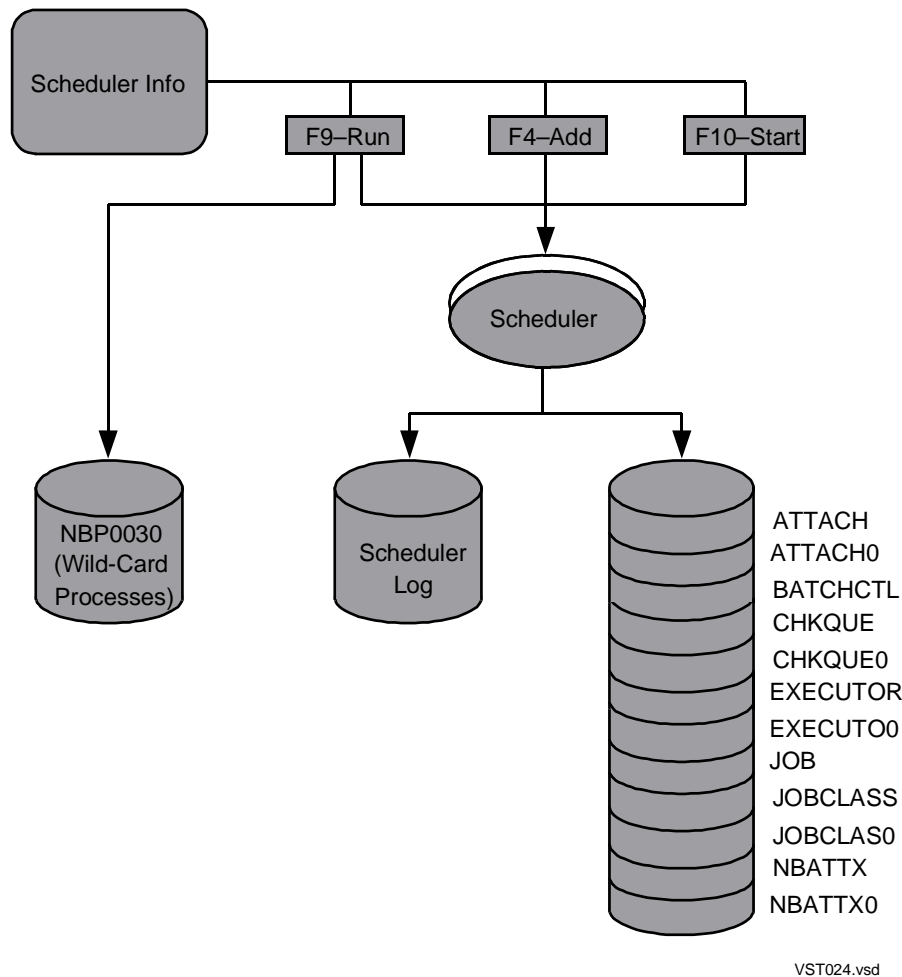 Scheduler Info
F9–Run
F4–Add
F10–Start
Scheduler
NBP0030
(Wild-Card
Processes)
Scheduler
Log
ATTACH
ATTACH0
BATCHCTL
CHKQUE
CHKQUE0
EXECUTOR
EXECUTO0
JOB
JOBCLASS
JOBCLAS0
NBATTX
NBATTX0
VST024.vsd